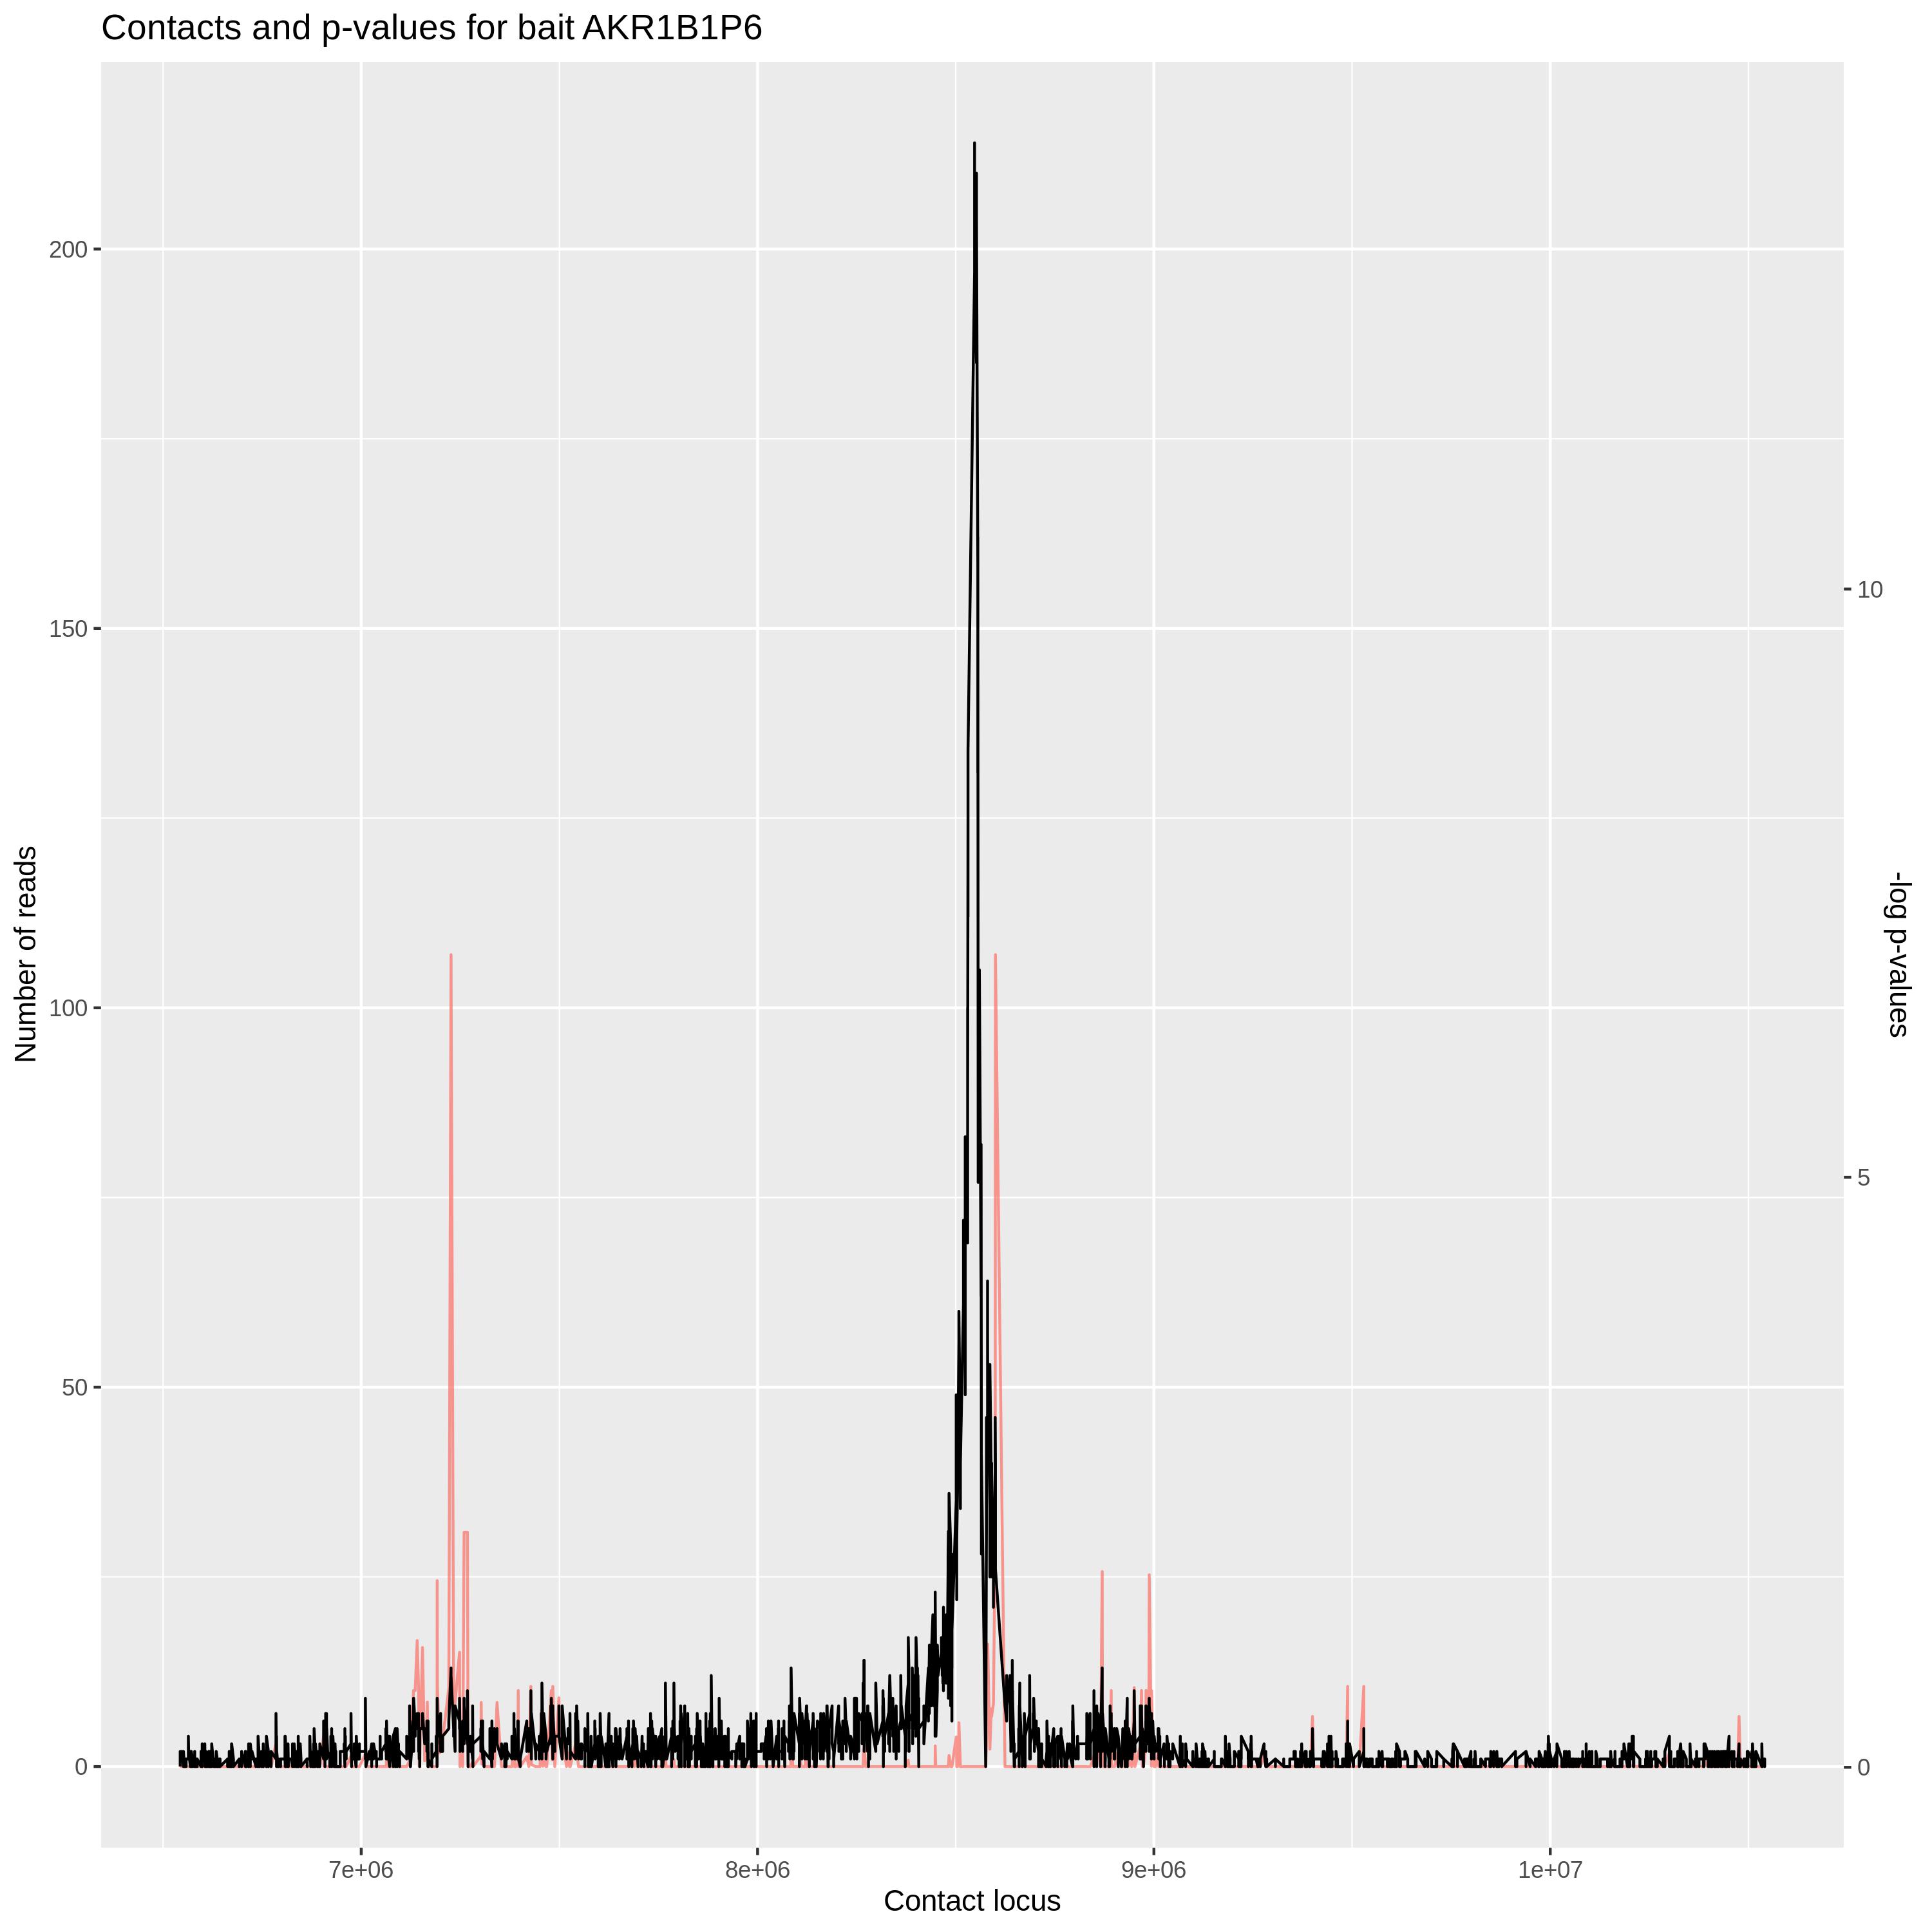 Contacts and p-values for bait AKR1B1P6
200
150
100
50
0
Number of reads
10
5
0
-log p-values
7e+06
8e+06
9e+06
1e+07
Contact locus